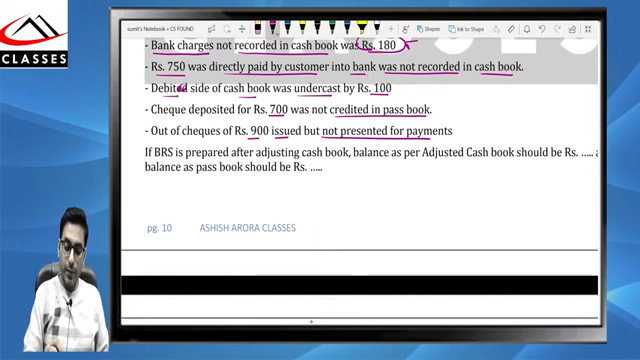 CLASSES
sumit's Notebook » CS FOUND
Shapes
- Bank charges not recorded in cash book was Rs. 180
- Rs. 750 was directly paid by customer into bank was not recorded in cash book.
- Debited side of cash book was undercast by Rs. 100
- Cheque deposited for Rs. 700 was not credited in pass book.
- Out of cheques of Rs. 900 issued but not presented for payments
If BRS is prepared after adjusting cash book, balance as per Adjusted Cash book should be Rs. ..... a
balance as pass book should be Rs. .....
pg. 10 ASHISH ARORA CLASSES